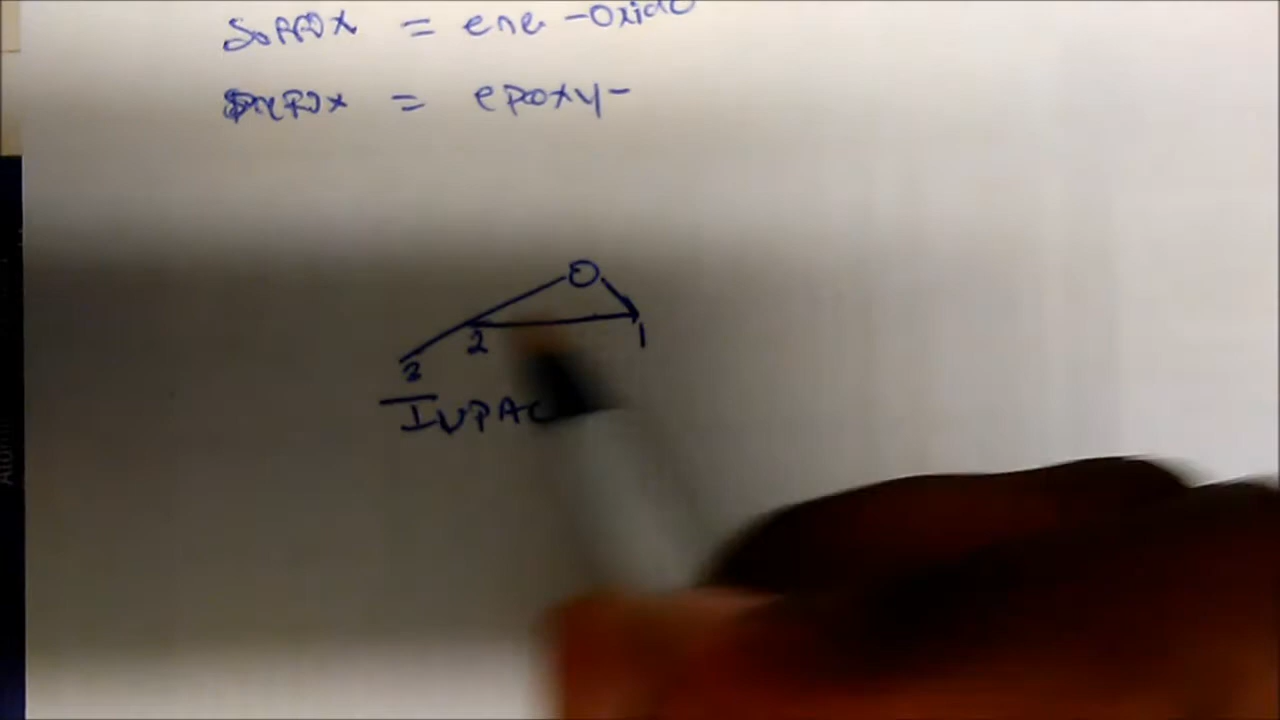 = ene-Oxide
= epoxy-
O
2 1
3
IUPAC